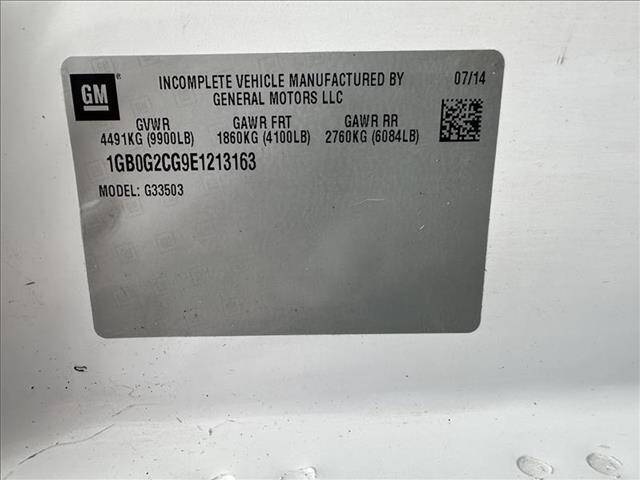 GM
INCOMPLETE VEHICLE MANUFACTURED BY 07/14
GENERAL MOTORS LLC
GVWR GAWR FRT GAWR RR
4491KG (9900LB) 1860KG (4100LB) 2760KG (6084LB)
1GB0G2CG9E1213163
MODEL: G33503